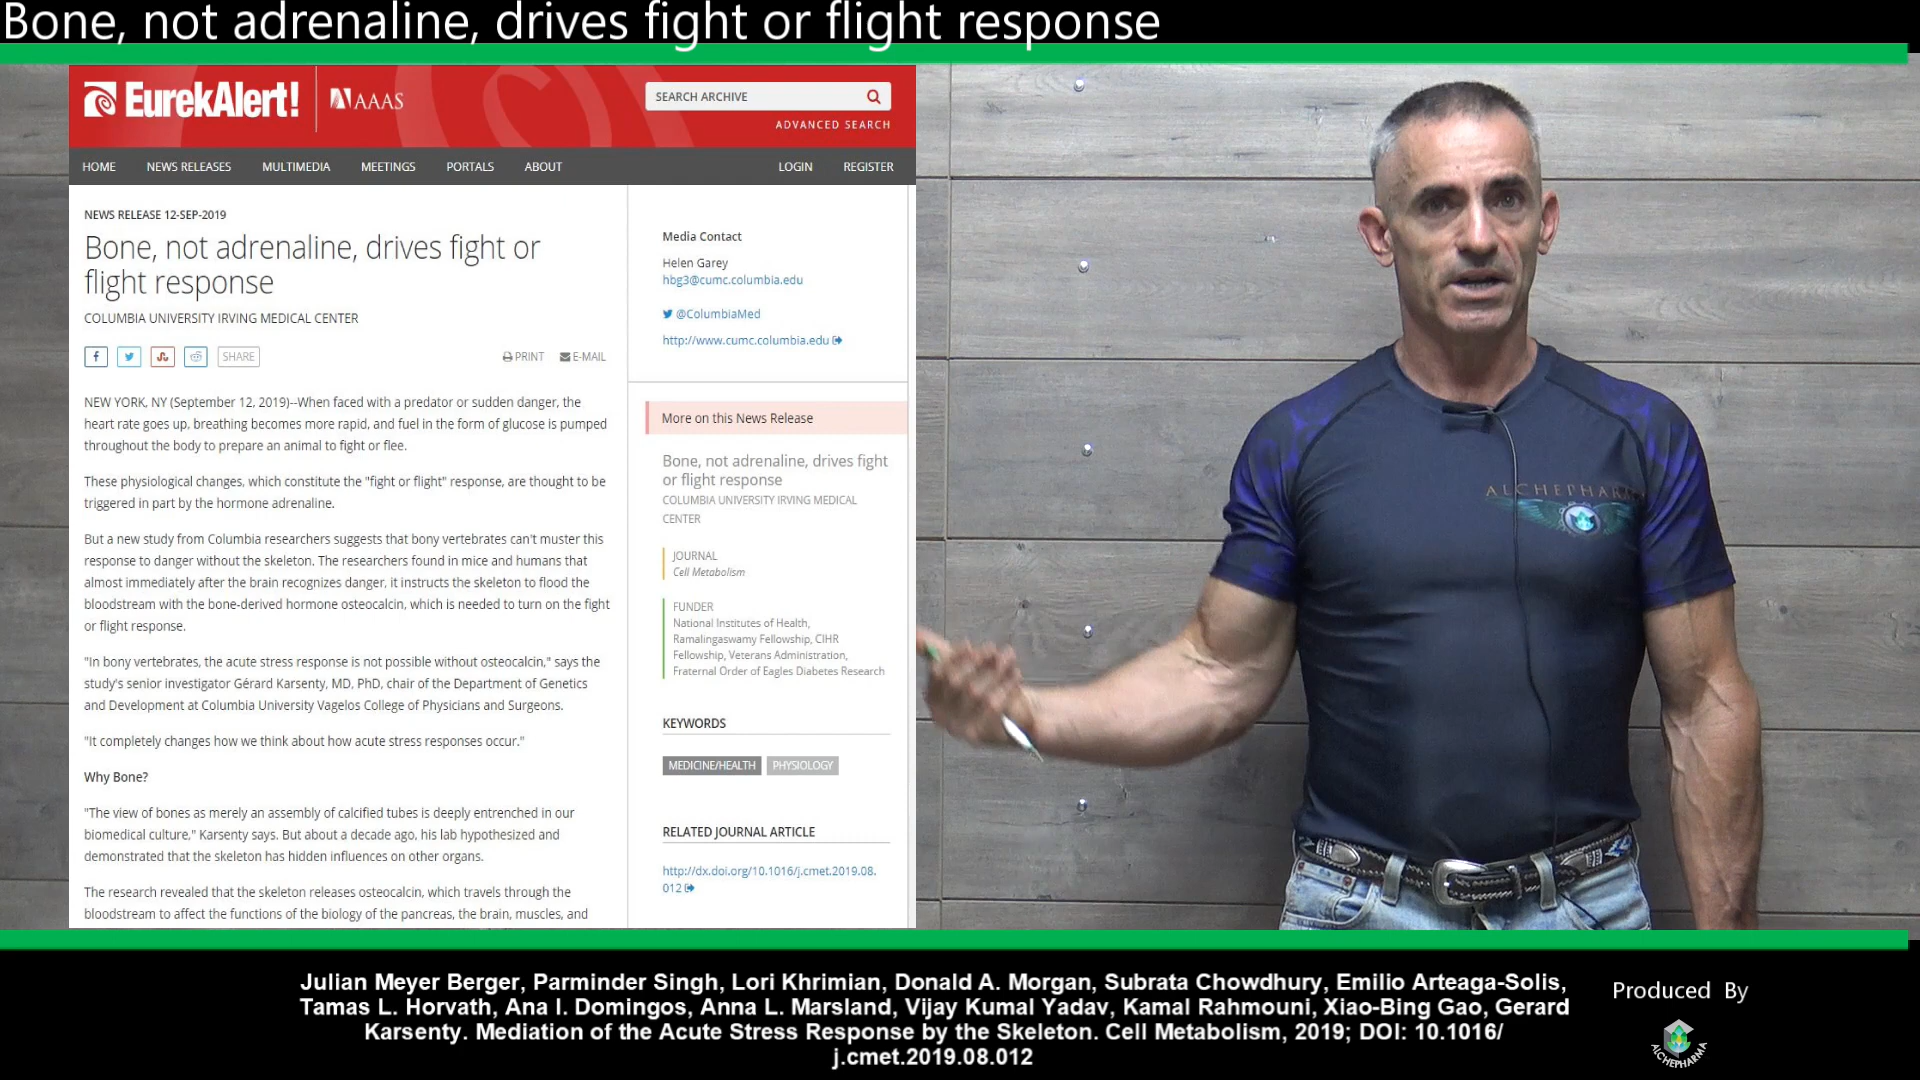 Bone, not adrenaline, drives fight or flight response
EurekAlert! AAAS
SEARCH ARCHIVE
ADVANCED SEARCH
HOME NEWS RELEASES MULTIMEDIA MEETINGS PORTALS ABOUT LOGIN REGISTER
NEWS RELEASE 12-SEP-2019
Bone, not adrenaline, drives fight or
flight response
COLUMBIA UNIVERSITY IRVING MEDICAL CENTER
SHARE
PRINT E-MAIL
NEW YORK, NY (September 12, 2019)--When faced with a predator or sudden danger, the
heart rate goes up, breathing becomes more rapid, and fuel in the form of glucose is pumped
throughout the body to prepare an animal to fight or flee.
These physiological changes, which constitute the "fight or flight" response, are thought to be
triggered in part by the hormone adrenaline.
But a new study from Columbia researchers suggests that bony vertebrates can't muster this
response to danger without the skeleton. The researchers found in mice and humans that
almost immediately after the brain recognizes danger, it instructs the skeleton to flood the
bloodstream with the bone-derived hormone osteocalcin, which is needed to turn on the fight
or flight response.
"In bony vertebrates, the acute stress response is not possible without osteocalcin," says the
study's senior investigator Gérard Karsenty, MD, PhD, chair of the Department of Genetics
and Development at Columbia University Vagelos College of Physicians and Surgeons.
"It completely changes how we think about how acute stress responses occur."
Why Bone?
"The view of bones as merely an assembly of calcified tubes is deeply entrenched in our
biomedical culture," Karsenty says. But about a decade ago, his lab hypothesized and
demonstrated that the skeleton has hidden influences on other organs.
The research revealed that the skeleton releases osteocalcin, which travels through the
bloodstream to affect the functions of the biology of the pancreas, the brain, muscles, and
Media Contact
Helen Garey
hbg3@cumc.columbia.edu
@ColumbiaMed
http://www.cumc.columbia.edu
More on this News Release
Bone, not adrenaline, drives fight
or flight response
COLUMBIA UNIVERSITY IRVING MEDICAL
CENTER
JOURNAL
Cell Metabolism
FUNDER
National Institutes of Health,
Ramalingaswamy Fellowship, CIHR
Fellowship, Veterans Administration,
Fraternal Order of Eagles Diabetes Research
KEYWORDS
MEDICINE/HEALTH PHYSIOLOGY
RELATED JOURNAL ARTICLE
http://dx.doi.org/10.1016/j.cmet.2019.08.
012
Julian Meyer Berger, Parminder Singh, Lori Khrimian, Donald A. Morgan, Subrata Chowdhury, Emilio Arteaga-Solis,
Tamas L. Horvath, Ana I. Domingos, Anna L. Marsland, Vijay Kumal Yadav, Kamal Rahmouni, Xiao-Bing Gao, Gerard
Karsenty. Mediation of the Acute Stress Response by the Skeleton. Cell Metabolism, 2019; DOI: 10.1016/
j.cmet.2019.08.012
Produced By
ALCHEPHARMA